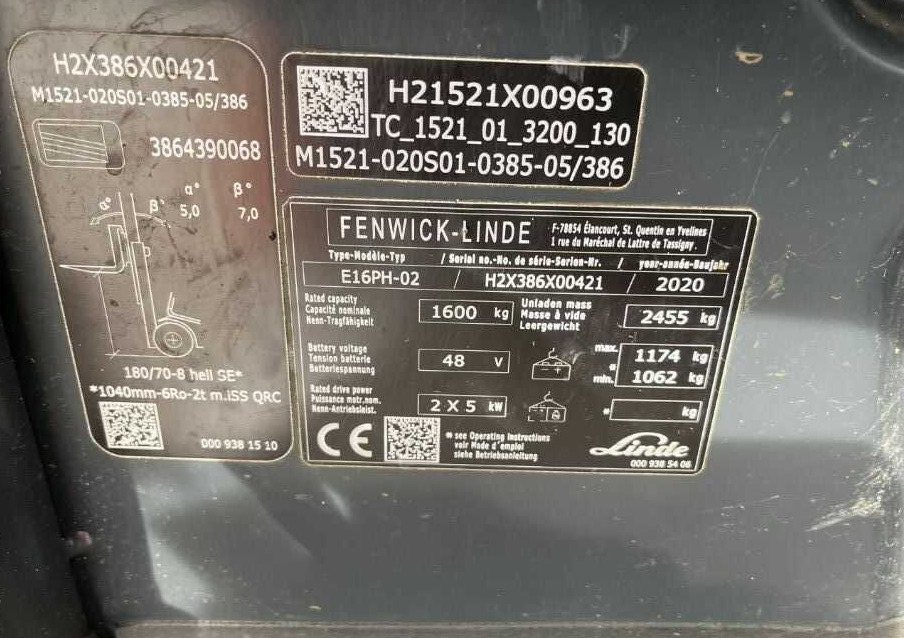 H2X386X00421
M1521-020S01-0385-05/386
3864390068
α° β°
α° β° 5,0 7,0
180/70-8 hell SE*
*1040mm-6Ro-2t m.iSS QRC
000 938 15 10
H21521X00963
TC_1521_01_3200_130
M1521-020S01-0385-05/386
FENWICK-LINDE
F-78854 Élancourt, St. Quentin en Yvelines
1 rue du Maréchal de Lattre de Tassigny
Type-Modèle-Typ / Serial no.-No. de série-Serien-Nr. / year-année-Baujahr
E16PH-02 / H2X386X00421 / 2020
Rated capacity
Capacité nominale
Nenn-Tragfähigkeit
1600 kg
Unladen mass
Masse à vide
Leergewicht
2455 kg
Battery voltage
Tension batterie
Batteriespannung
48 V
max. 1174 kg
*
min. 1062 kg
Rated drive power
Puissance motr.nom.
Nenn-Antriebsleist.
2 X 5 kW
* kg
CE
* see Operating Instructions
voir Mode d'emploi
siehe Betriebsanleitung
Linde
000 938 54 06